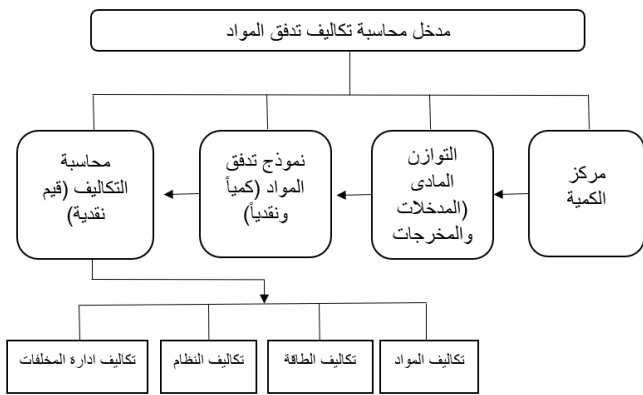 مدخل محاسبة تكاليف تدفق المواد
مركز
الكمية
التوازن
المادى
(المدخلات
والمخرجات
نموذج تدفق
المواد (كمياً
ونقدياً)
محاسبة
التكاليف (قيم
نقدية)
تكاليف المواد
تكاليف الطاقة
تكاليف النظام
تكاليف ادارة المخلفات